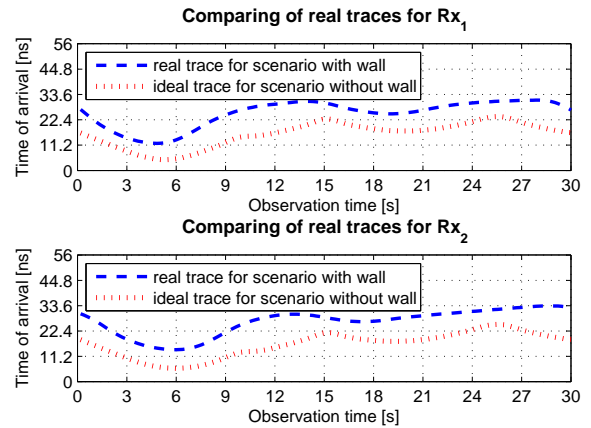 Comparing of real traces for Rx1
Time of arrival [ns]
56
44.8
33.6
22.4
11.2
0
real trace for scenario with wall
ideal trace for scenario without wall
0 3 6 9 12 15 18 21 24 27 30
Observation time [s]
Comparing of real traces for Rx2
Time of arrival [ns]
56
44.8
33.6
22.4
11.2
0
real trace for scenario with wall
ideal trace for scenario without wall
0 3 6 9 12 15 18 21 24 27 30
Observation time [s]